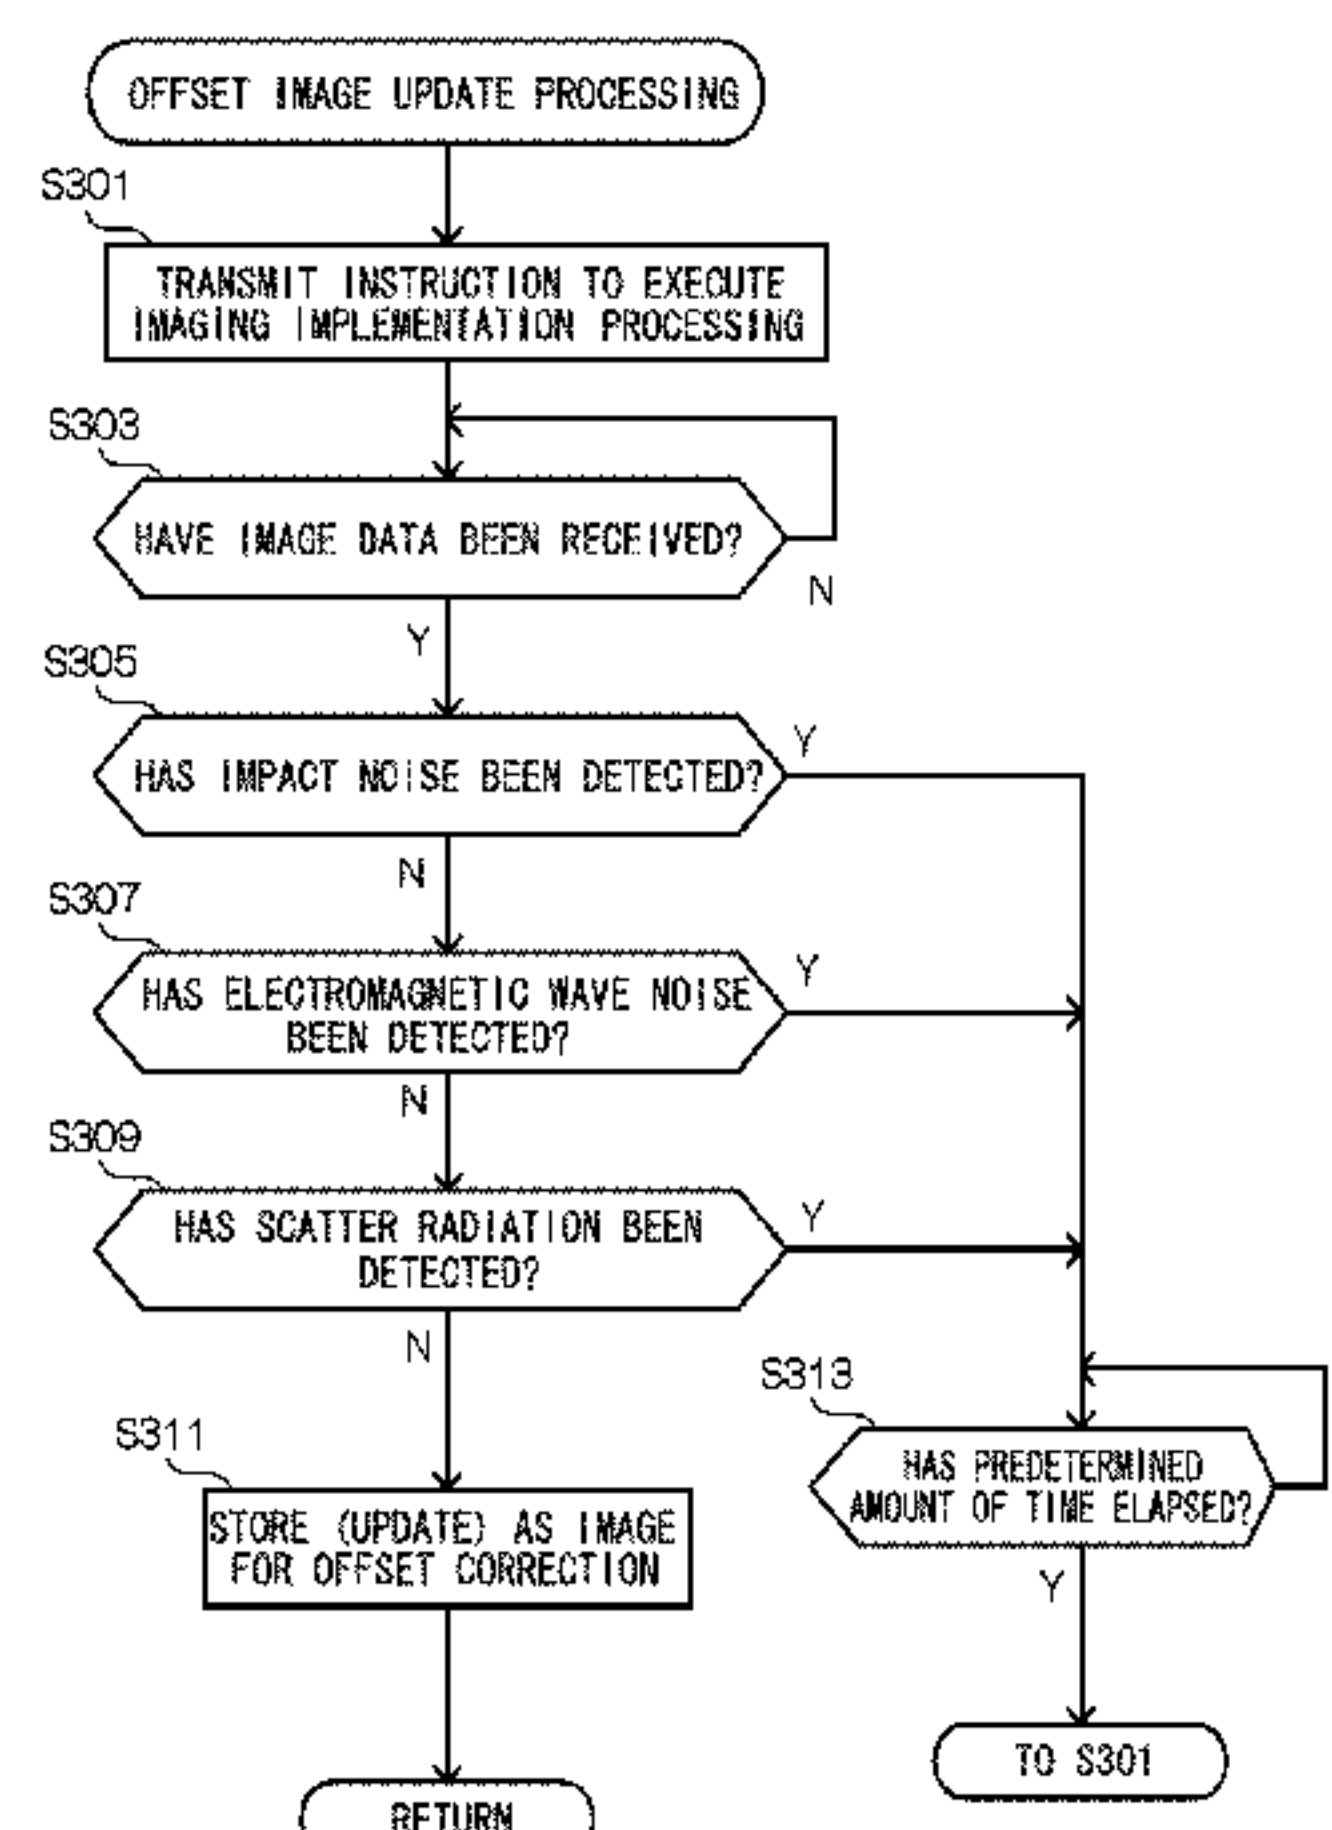 OFFSET IMAGE UPDATE PROCESSING
S301
TRANSMIT INSTRUCTION TO EXECUTE
IMAGING IMPLEMENTATION PROCESSING
S303
HAVE IMAGE DATA BEEN RECEIVED?
N
Y
S305
HAS IMPACT NOISE BEEN DETECTED?
Y
N
S307
HAS ELECTROMAGNETIC WAVE NOISE
BEEN DETECTED?
Y
N
S309
HAS SCATTER RADIATION BEEN
DETECTED?
Y
N
S313
HAS PREDETERMINED
AMOUNT OF TIME ELAPSED?
Y
S311
STORE (UPDATE) AS IMAGE
FOR OFFSET CORRECTION
TO S301
RETURN